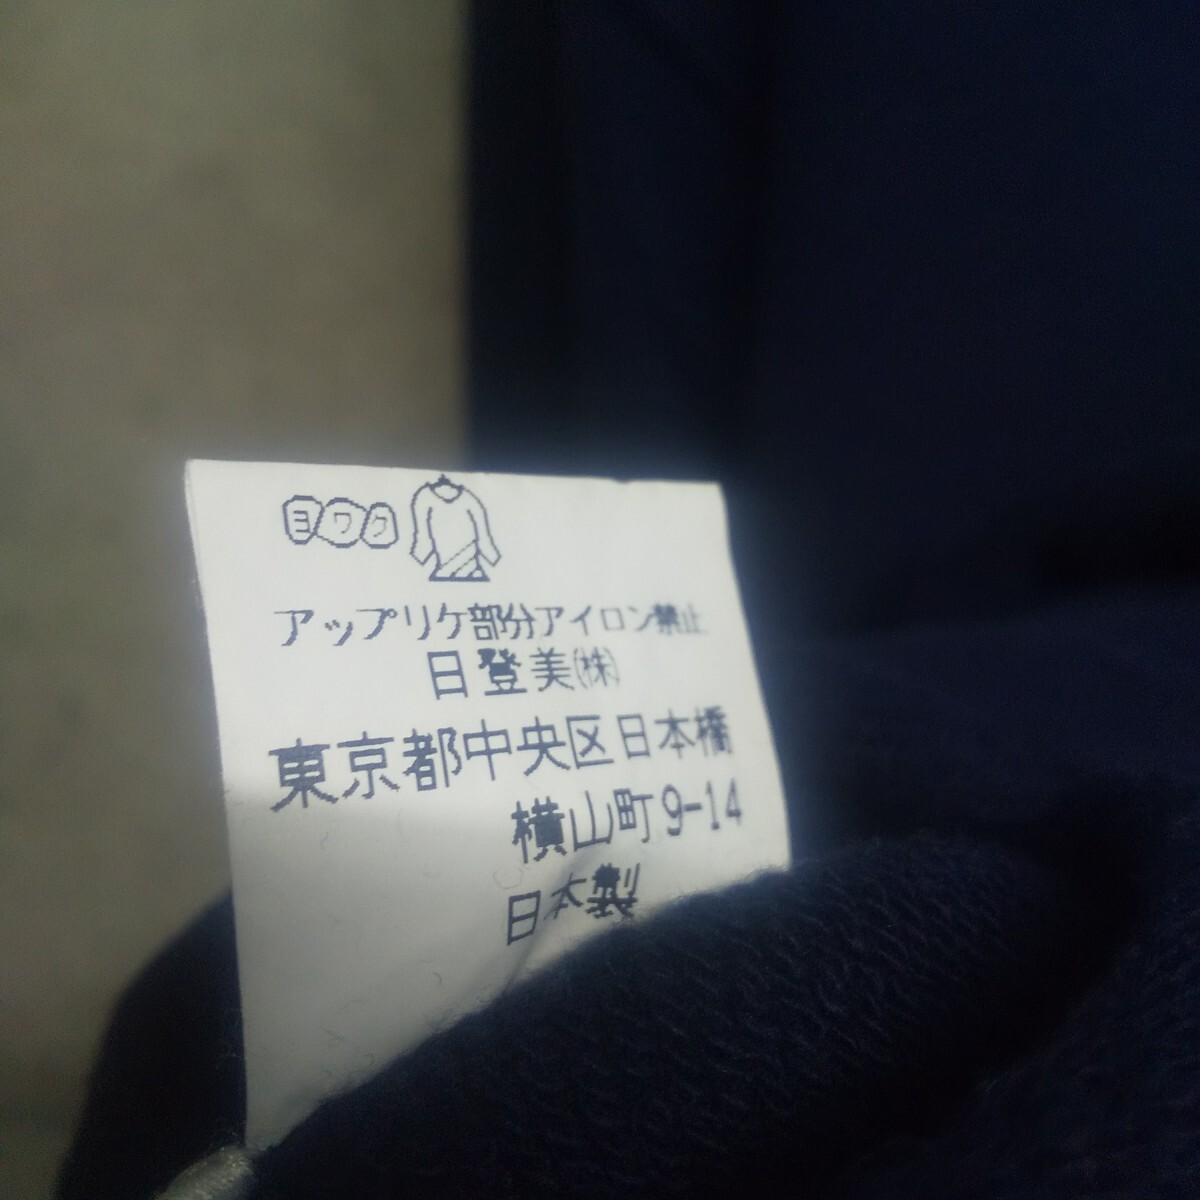 ヨワク
アップリケ部分アイロン禁止
日登美(株)
東京都中央区日本橋
横山町9-14
日本製